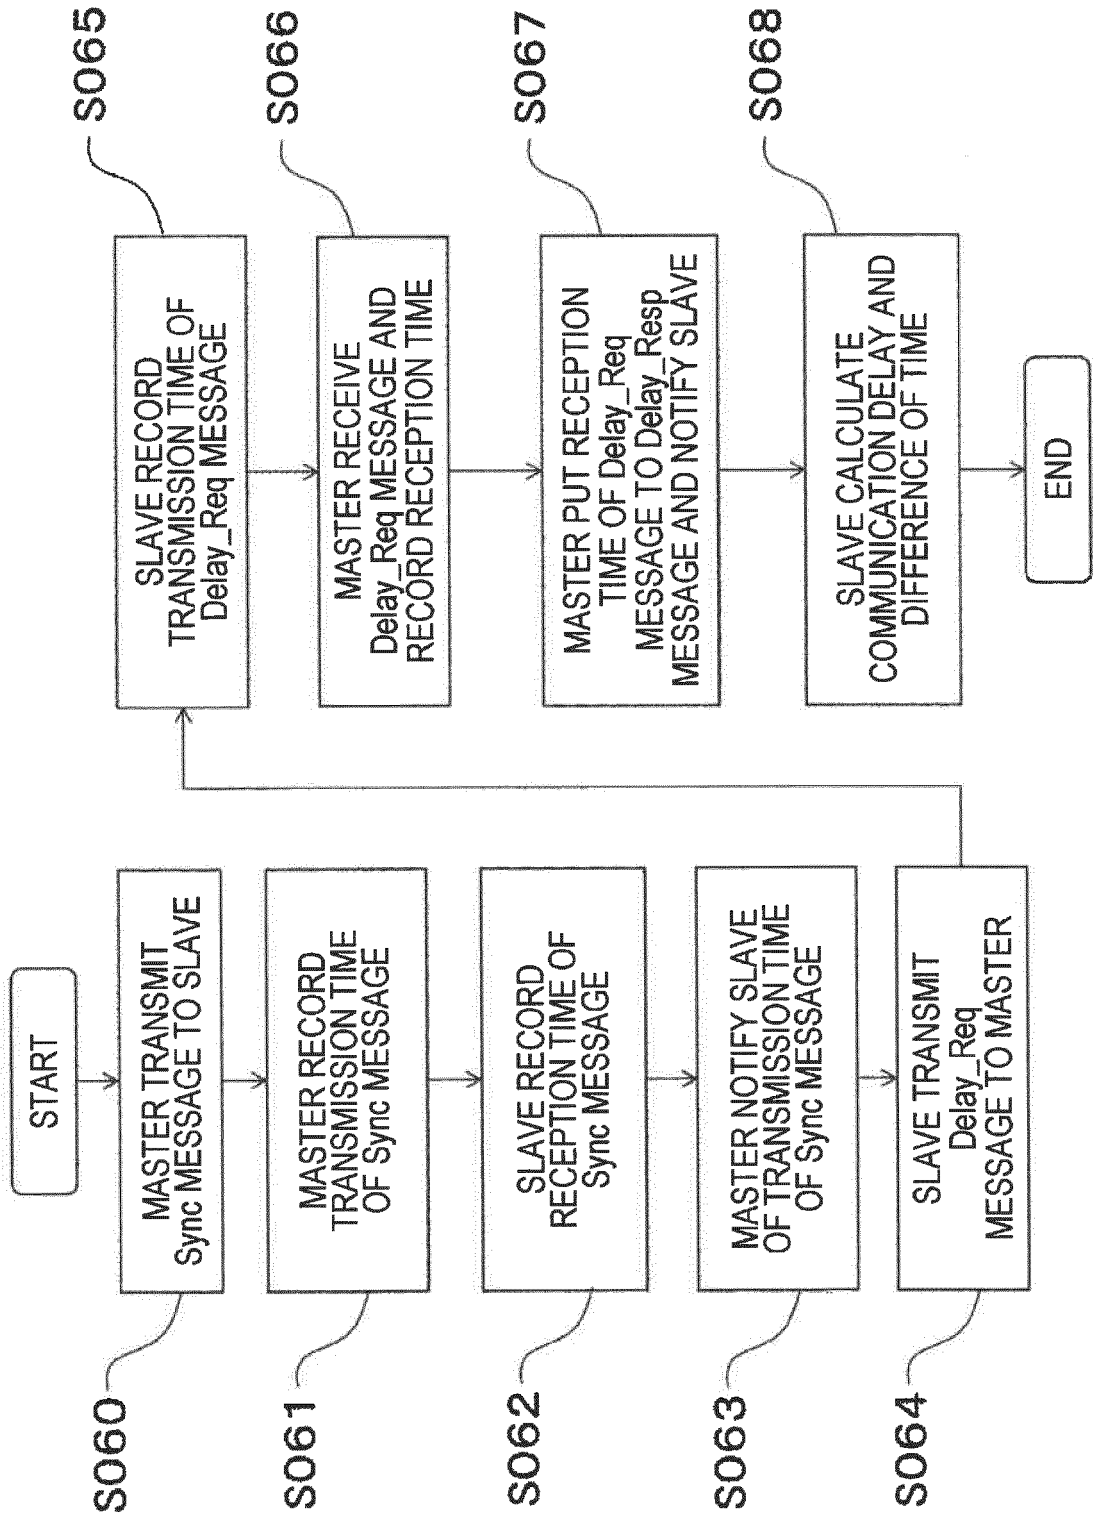 START
S060
MASTER TRANSMIT
Sync MESSAGE TO SLAVE
S061
MASTER RECORD
TRANSMISSION TIME
OF Sync MESSAGE
S062
SLAVE RECORD
RECEPTION TIME OF
Sync MESSAGE
S063
MASTER NOTIFY SLAVE
OF TRANSMISSION TIME
OF Sync MESSAGE
S064
SLAVE TRANSMIT
Delay_Req
MESSAGE TO MASTER
S065
SLAVE RECORD
TRANSMISSION TIME OF
Delay_Req MESSAGE
S066
MASTER RECEIVE
Delay_Req MESSAGE AND
RECORD RECEPTION TIME
S067
MASTER PUT RECEPTION
TIME OF Delay_Req
MESSAGE TO Delay_Resp
MESSAGE AND NOTIFY SLAVE
S068
SLAVE CALCULATE
COMMUNICATION DELAY AND
DIFFERENCE OF TIME
END